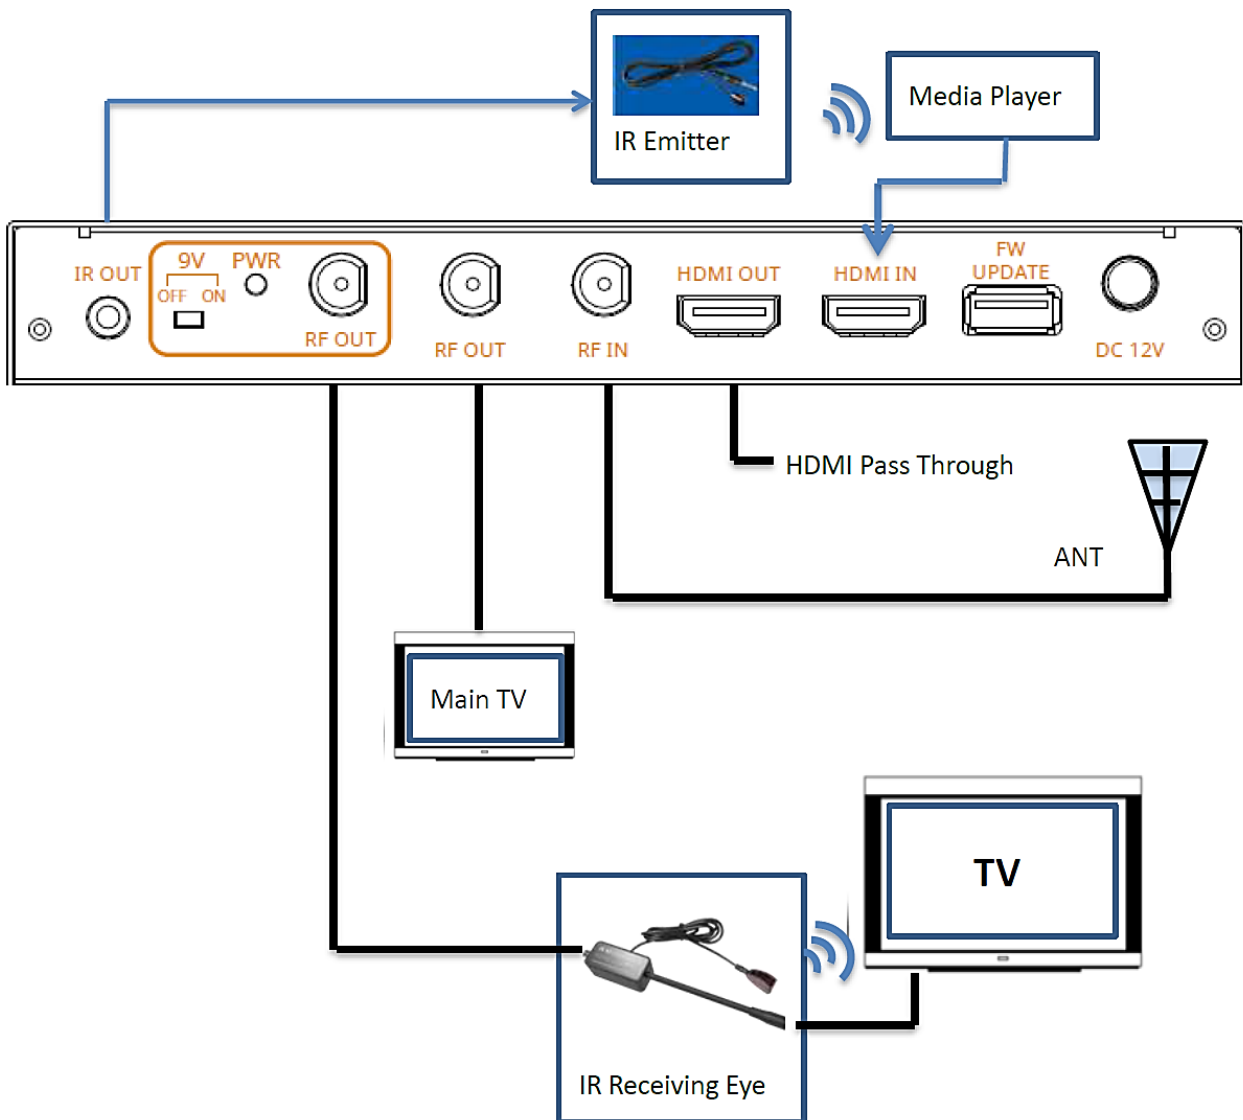 IR Emitter
Media Player
IR OUT
9V
OFF ON
PWR
RF OUT
RF OUT
RF IN
HDMI OUT
HDMI IN
FW
UPDATE
DC 12V
HDMI Pass Through
ANT
Main TV
TV
IR Receiving Eye